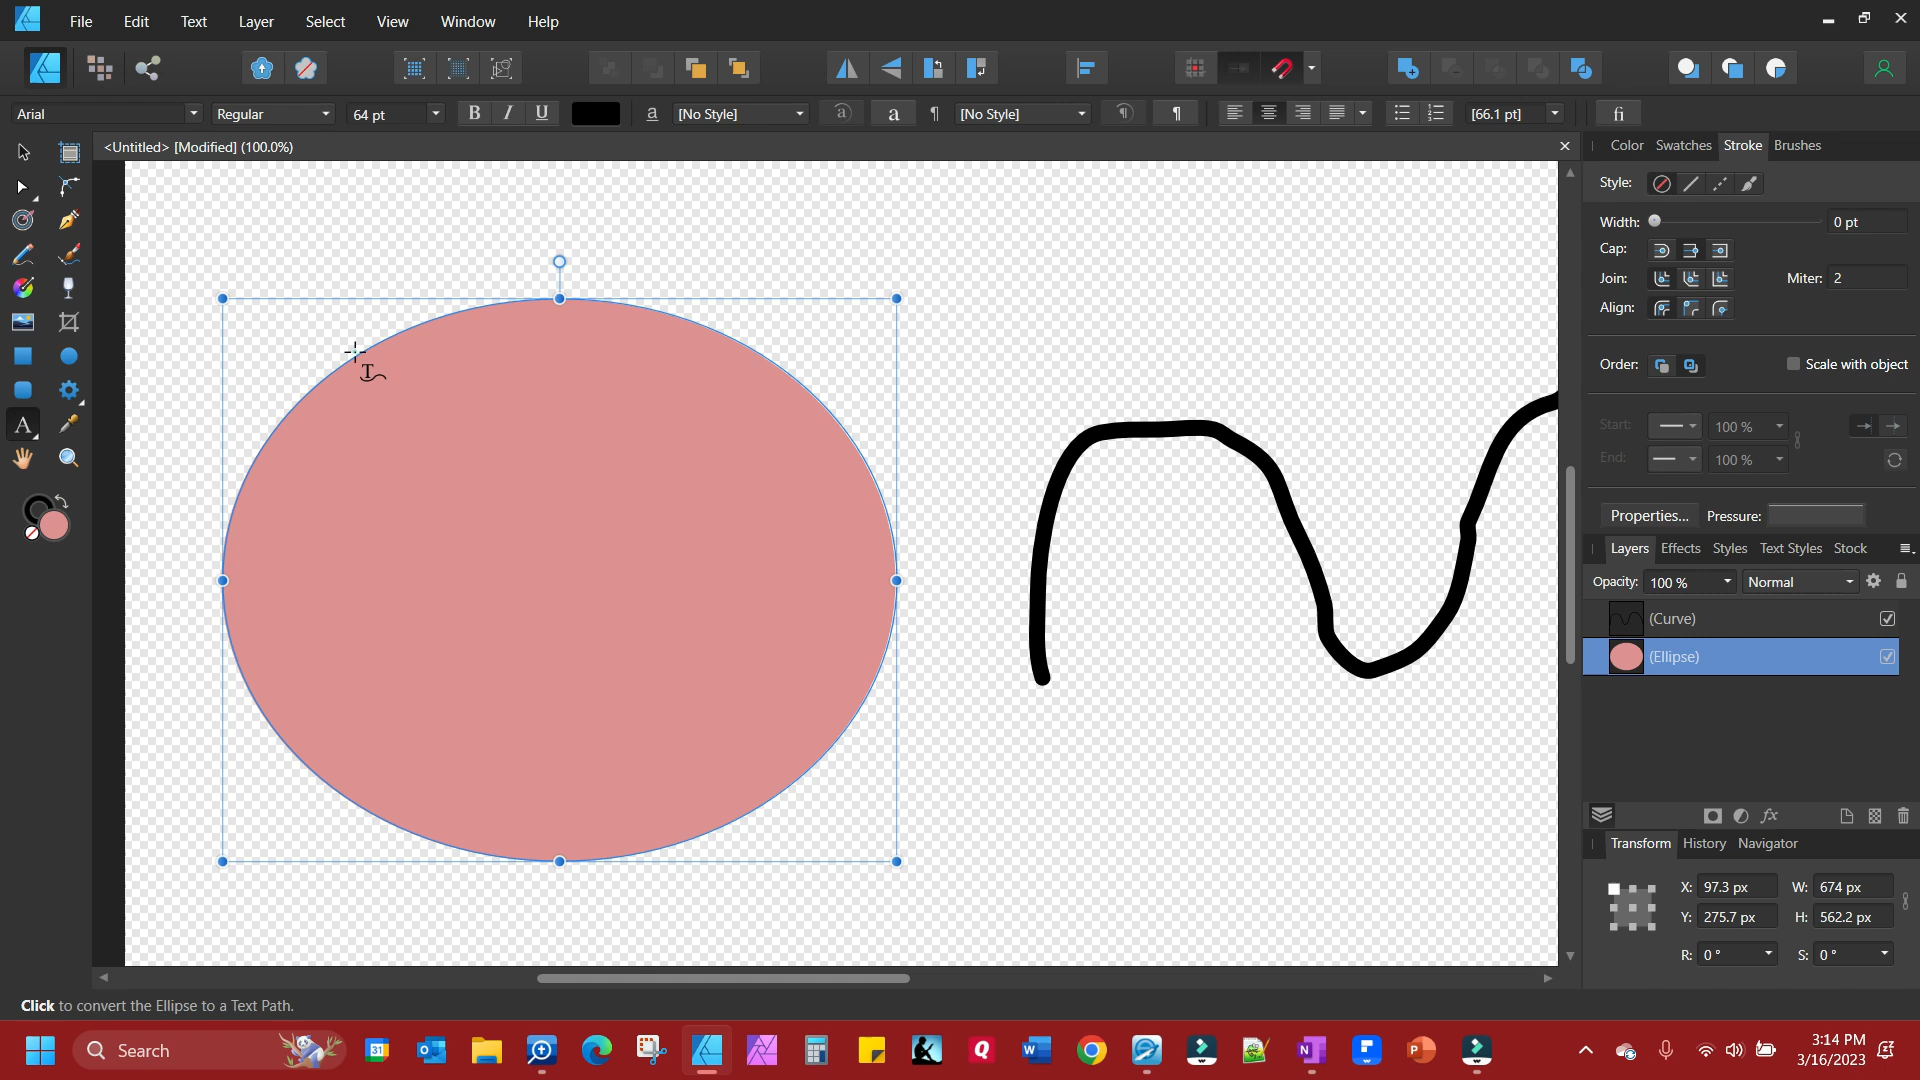 File Edit Text Layer Select View Window Help
Arial Regular 64 pt B I U a [No Style] a a ¶ [No Style] ¶ ¶ [66.1 pt] fi
<Untitled> [Modified] (100.0%)
Color Swatches Stroke Brushes
Style:
Width: 0 pt
Cap:
Join: Miter: 2
Align:
Order: Scale with object
Start: 100 %
End: 100 %
Properties... Pressure:
Layers Effects Styles Text Styles Stock
Opacity: 100 % Normal
(Curve)
(Ellipse)
fx
Transform History Navigator
X: 97.3 px W: 674 px
Y: 275.7 px H: 562.2 px
R: 0 ° S: 0 °
A
T
Click to convert the Ellipse to a Text Path.
Search
31
Q
3:14 PM
3/16/2023